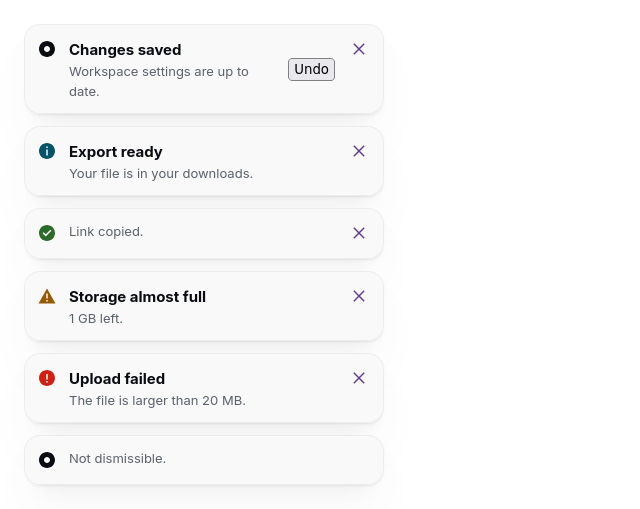 Changes saved
Workspace settings are up to
date.
Undo
Export ready
Your file is in your downloads.
Link copied.
Storage almost full
1 GB left.
Upload failed
The file is larger than 20 MB.
Not dismissible.